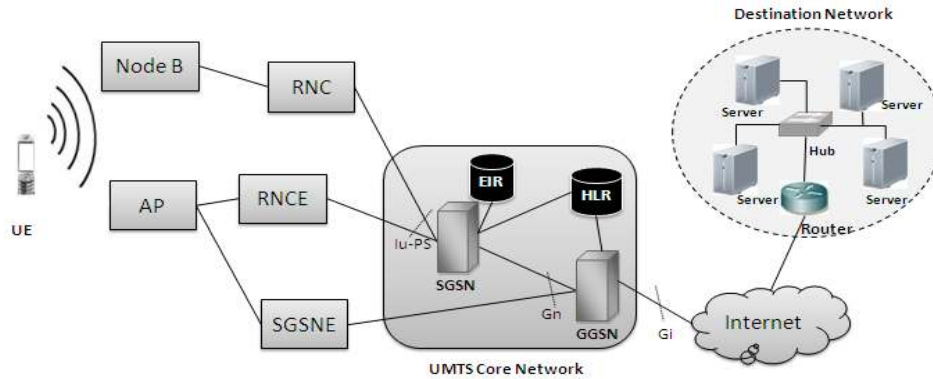 Destination Network
Node B
RNC
Server
Server
Hub
Server
Server
Router
UE
AP
RNCE
EIR
HLR
Iu-PS
SGSN
Gn
GGSN
SGSNE
Gi
Internet
UMTS Core Network